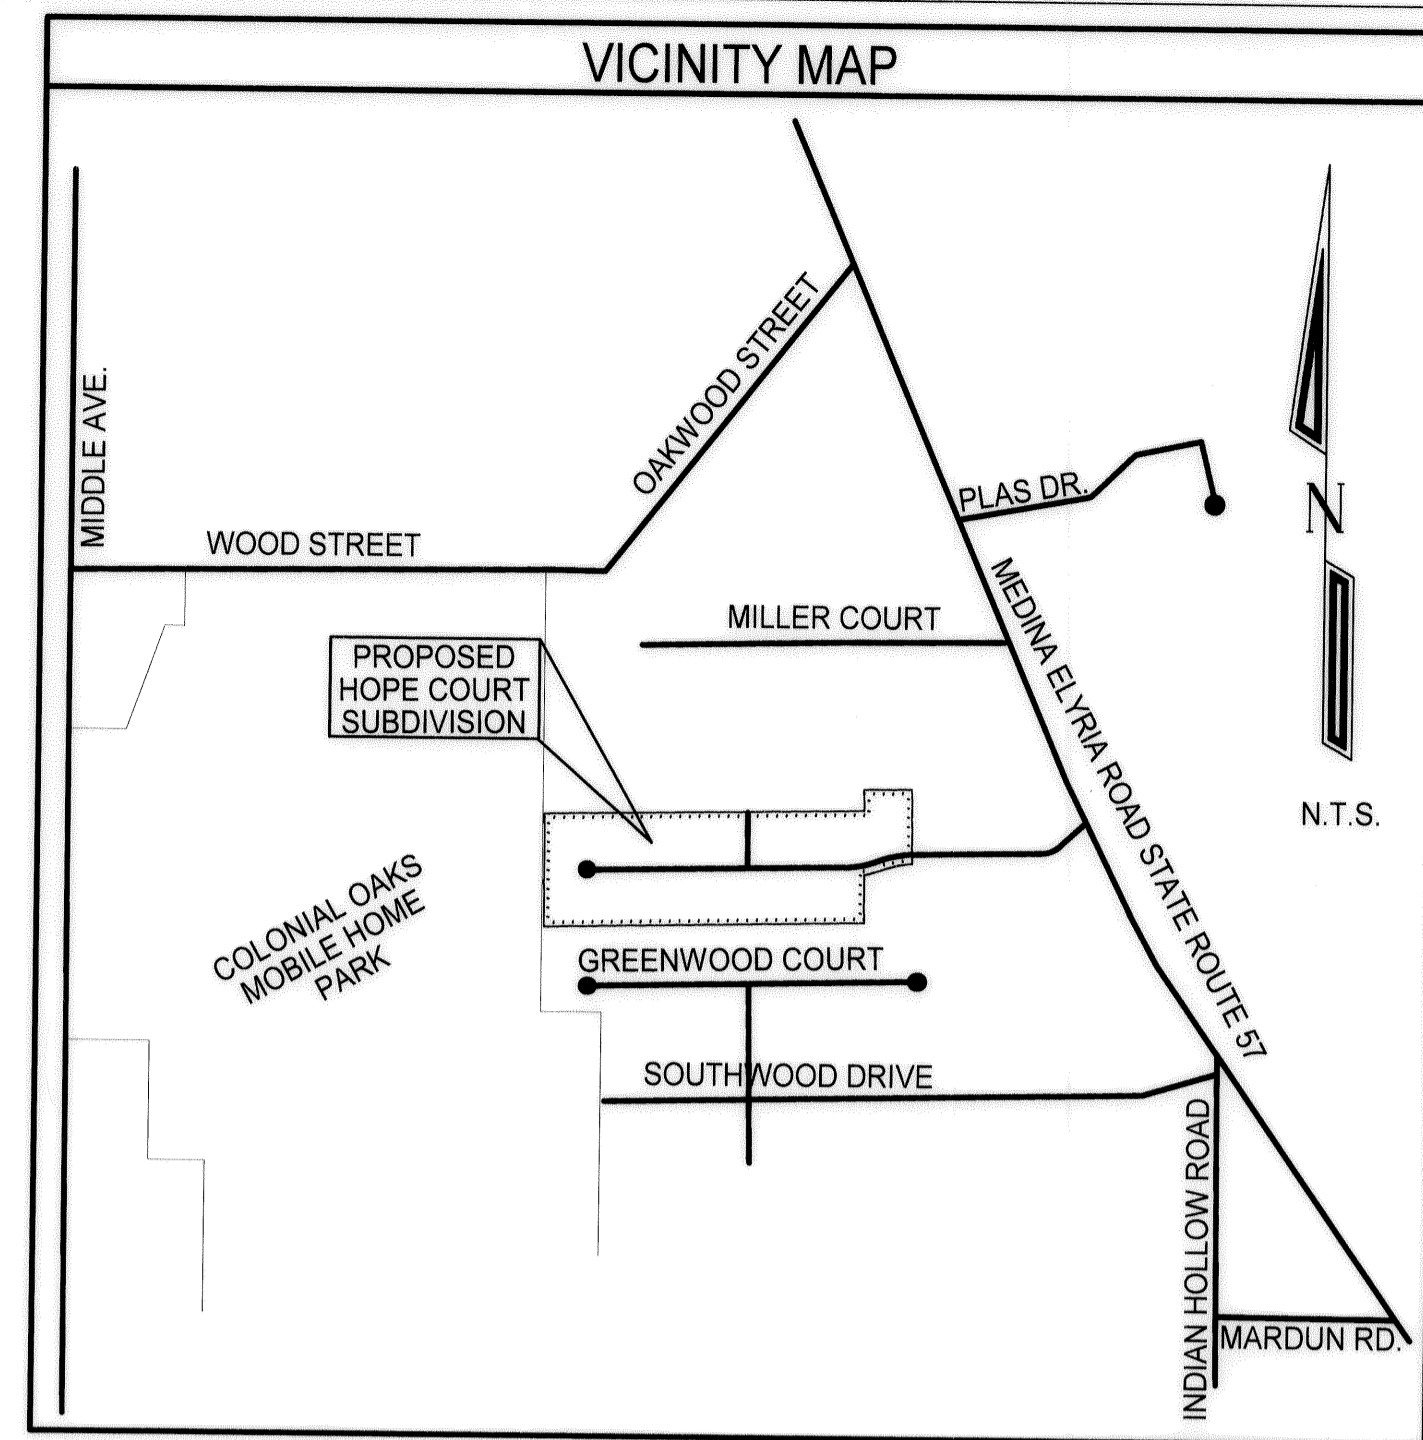 VICINITY MAP
OAKWOOD STREET
MIDDLE AVE.
PLAS DR.
N
WOOD STREET
MEDINA ELYRIA ROAD STATE ROUTE 57
MILLER COURT
PROPOSED
HOPE COURT
SUBDIVISION
N.T.S.
COLONIAL OAKS
MOBILE HOME
PARK
GREENWOOD COURT
SOUTHWOOD DRIVE
INDIAN HOLLOW ROAD
MARDUN RD.